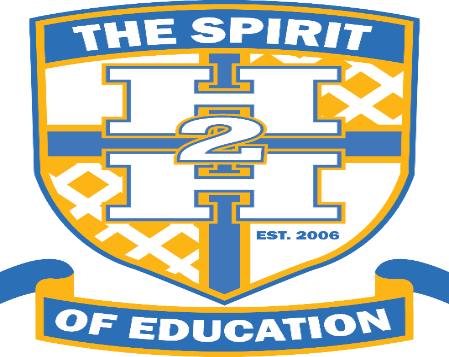 THE SPIRIT
H
2
H
EST. 2006
OF EDUCATION